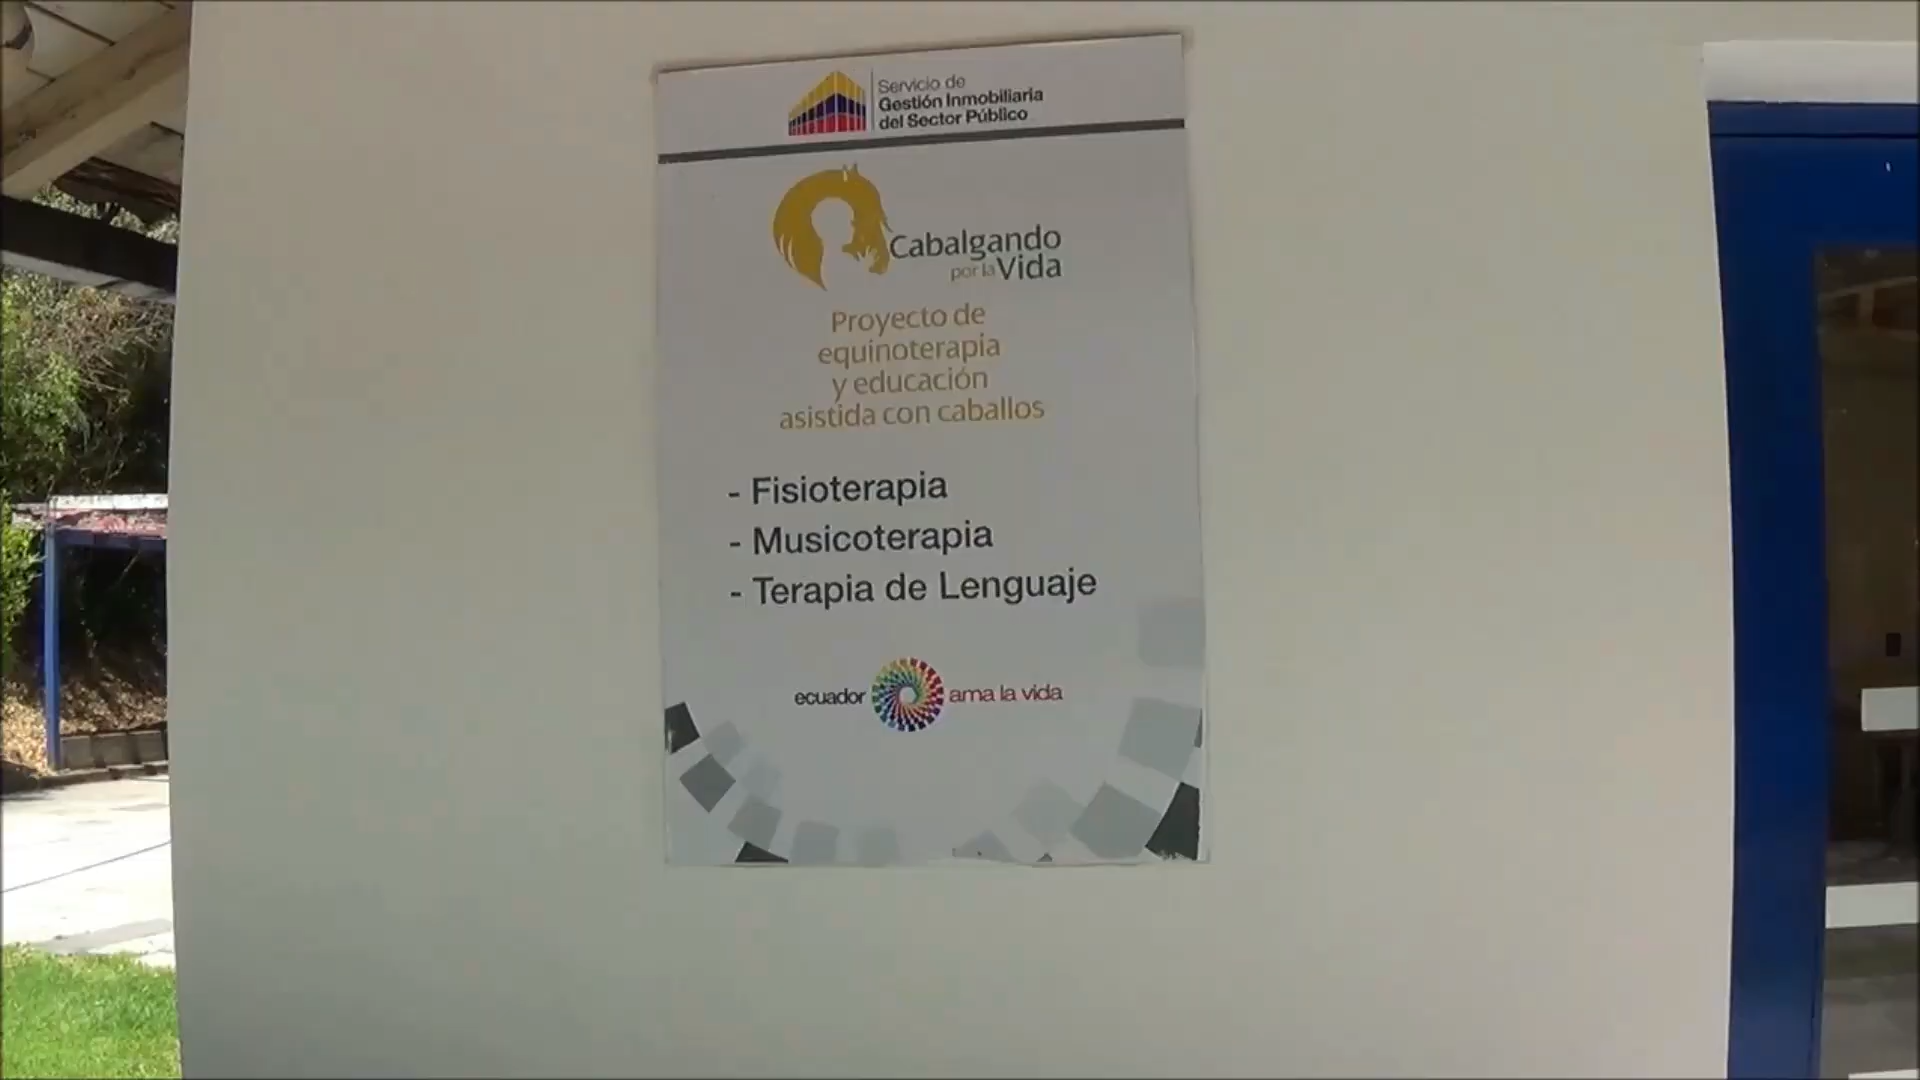 Servicio de
Gestión Inmobiliaria
del Sector Público
Cabalgando
por la Vida
Proyecto de
equinoterapia
y educación
asistida con caballos
- Fisioterapia
- Musicoterapia
- Terapia de Lenguaje
ecuador ama la vida